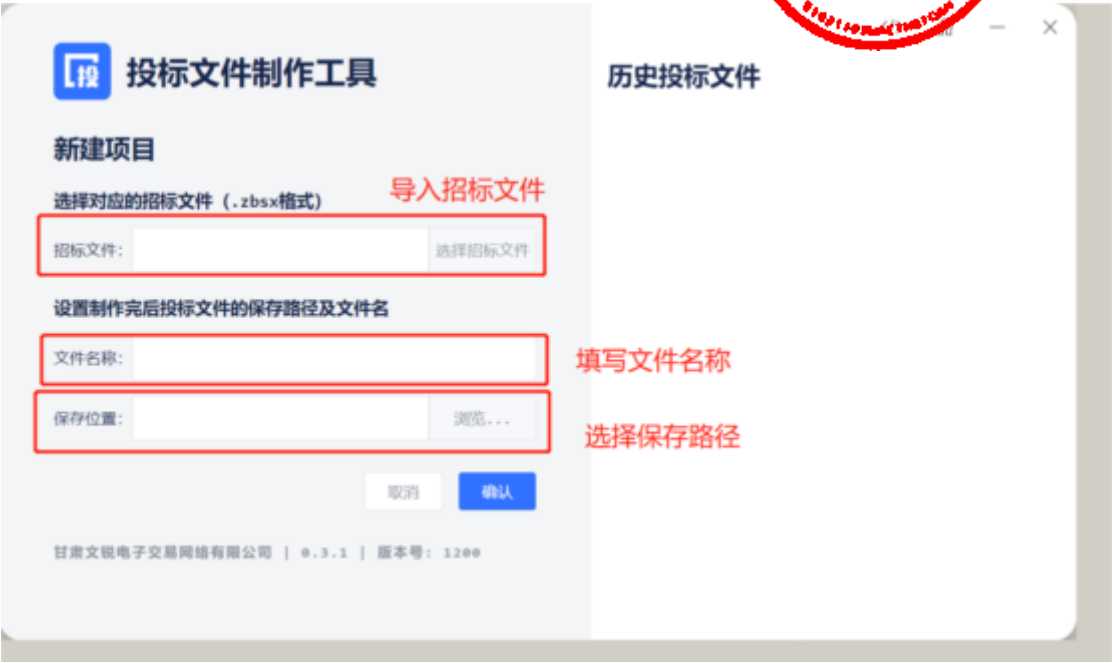 投
投标文件制作工具
新建项目
选择对应的招标文件（.zbsx格式）
导入招标文件
招标文件：
选择招标文件
设置制作完后投标文件的保存路径及文件名
文件名称：
填写文件名称
保存位置：
浏览...
选择保存路径
取消
确认
甘肃文锐电子交易网络有限公司 | 0.3.1 | 版本号: 1200
历史投标文件